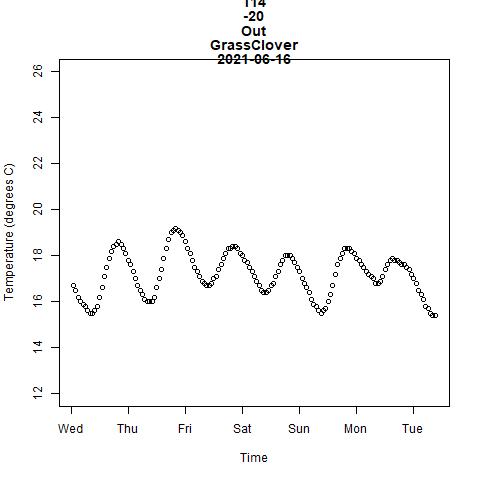 114
-20
Out
GrassClover
2021-06-16
Temperature (degrees C)
26
24
22
20
18
16
14
12
Wed Thu Fri Sat Sun Mon Tue
Time